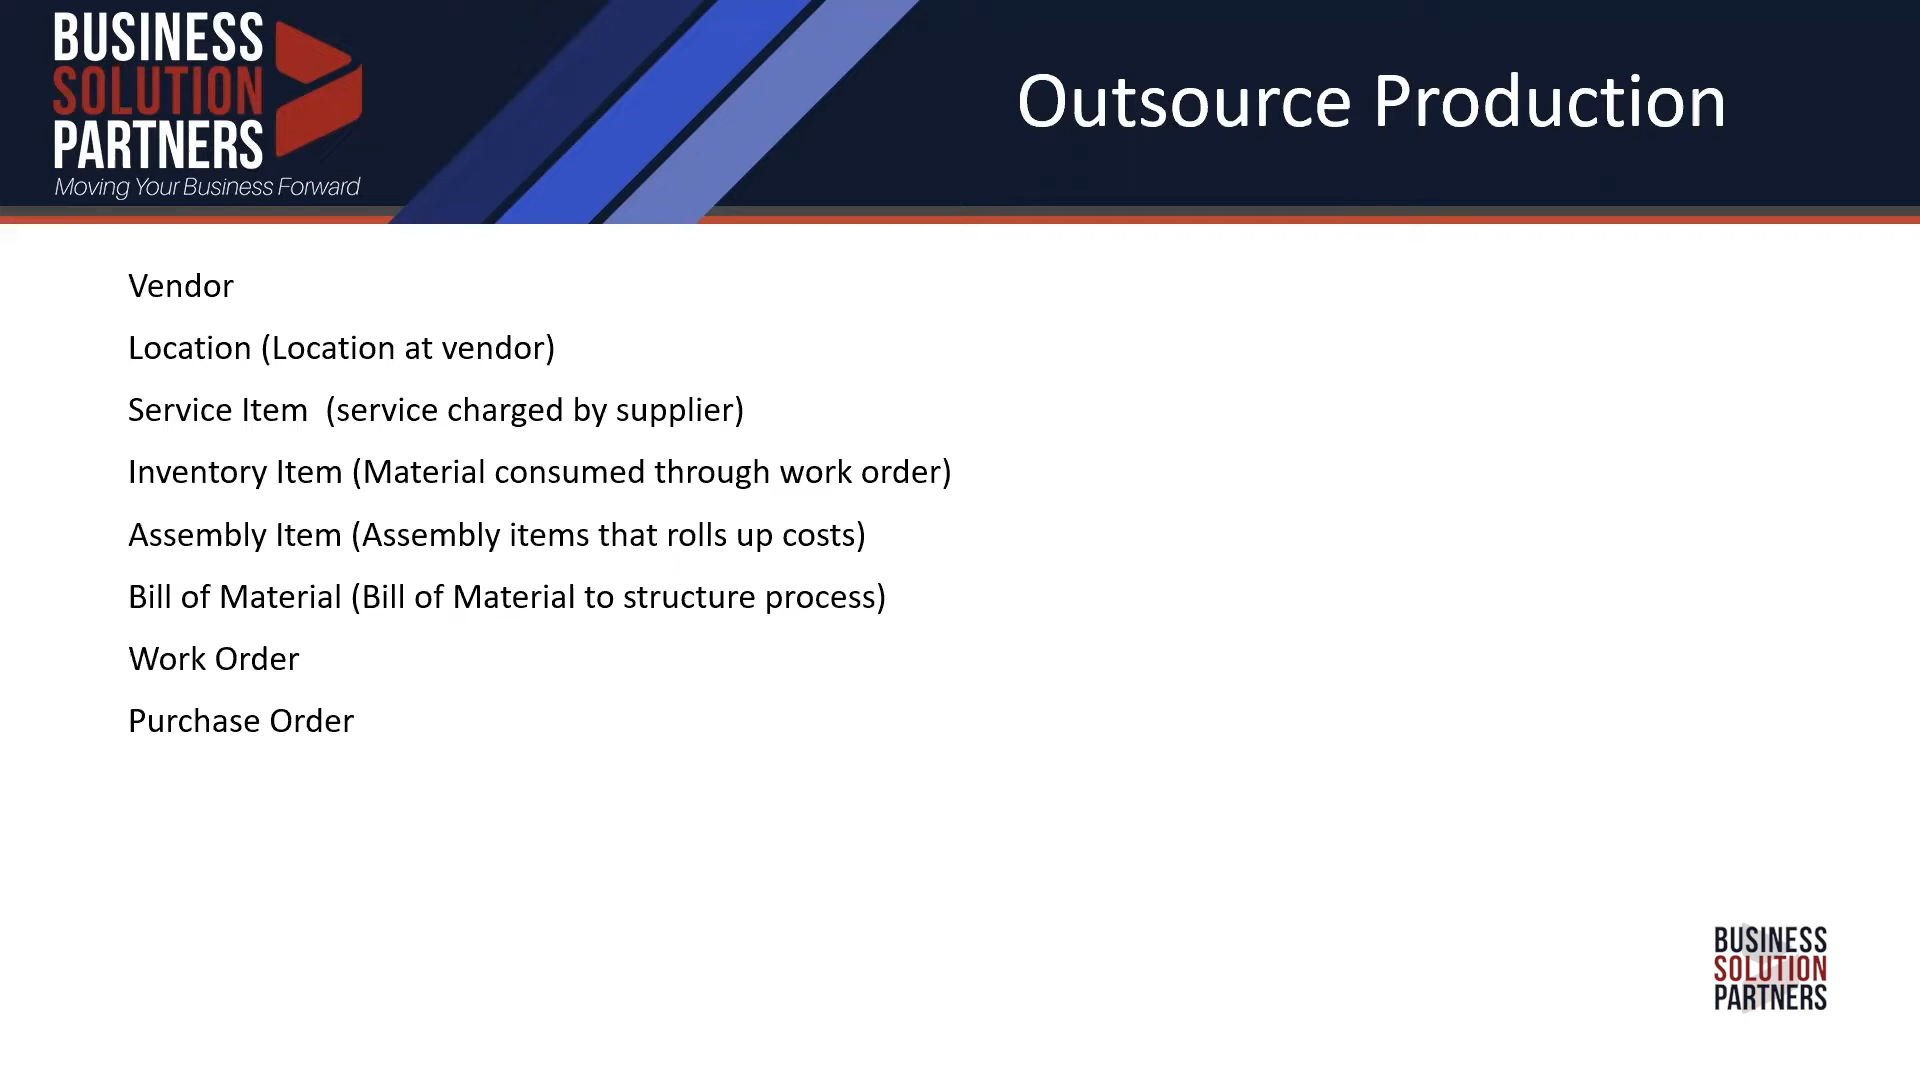 BUSINESS
SOLUTION
PARTNERS
Moving Your Business Forward
Outsource Production
Vendor
Location (Location at vendor)
Service Item  (service charged by supplier)
Inventory Item (Material consumed through work order)
Assembly Item (Assembly items that rolls up costs)
Bill of Material (Bill of Material to structure process)
Work Order
Purchase Order
BUSINESS
SOLUTION
PARTNERS